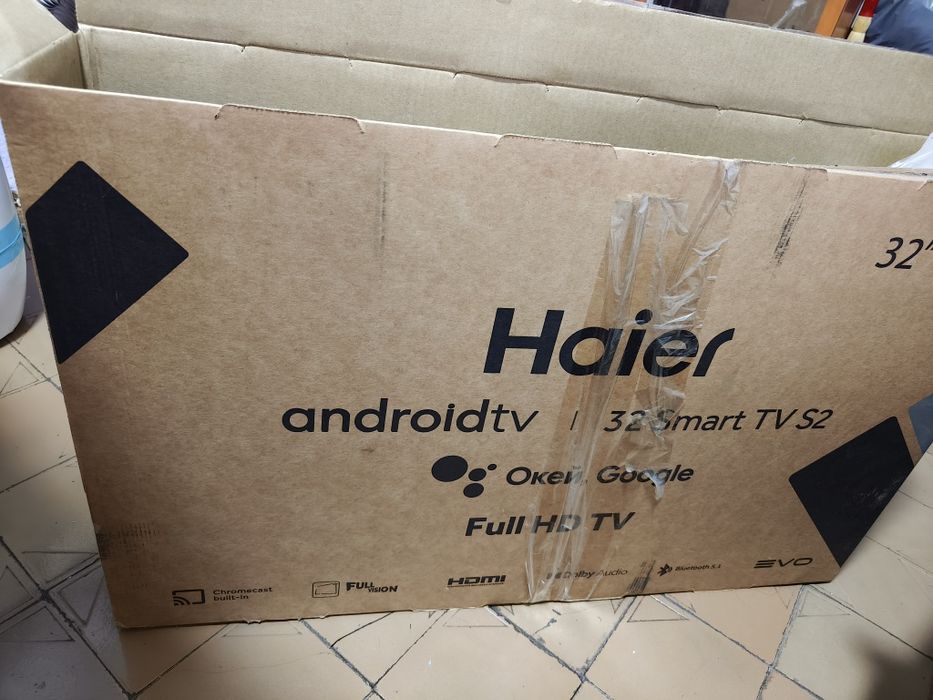 32"
Haier
androidtv | 32 Smart TV S2
Окей, Google
Full HD TV
Chromecast
built-in
FULL
VISION
HDMI
Dolby Audio
Bluetooth 5.1
EVO